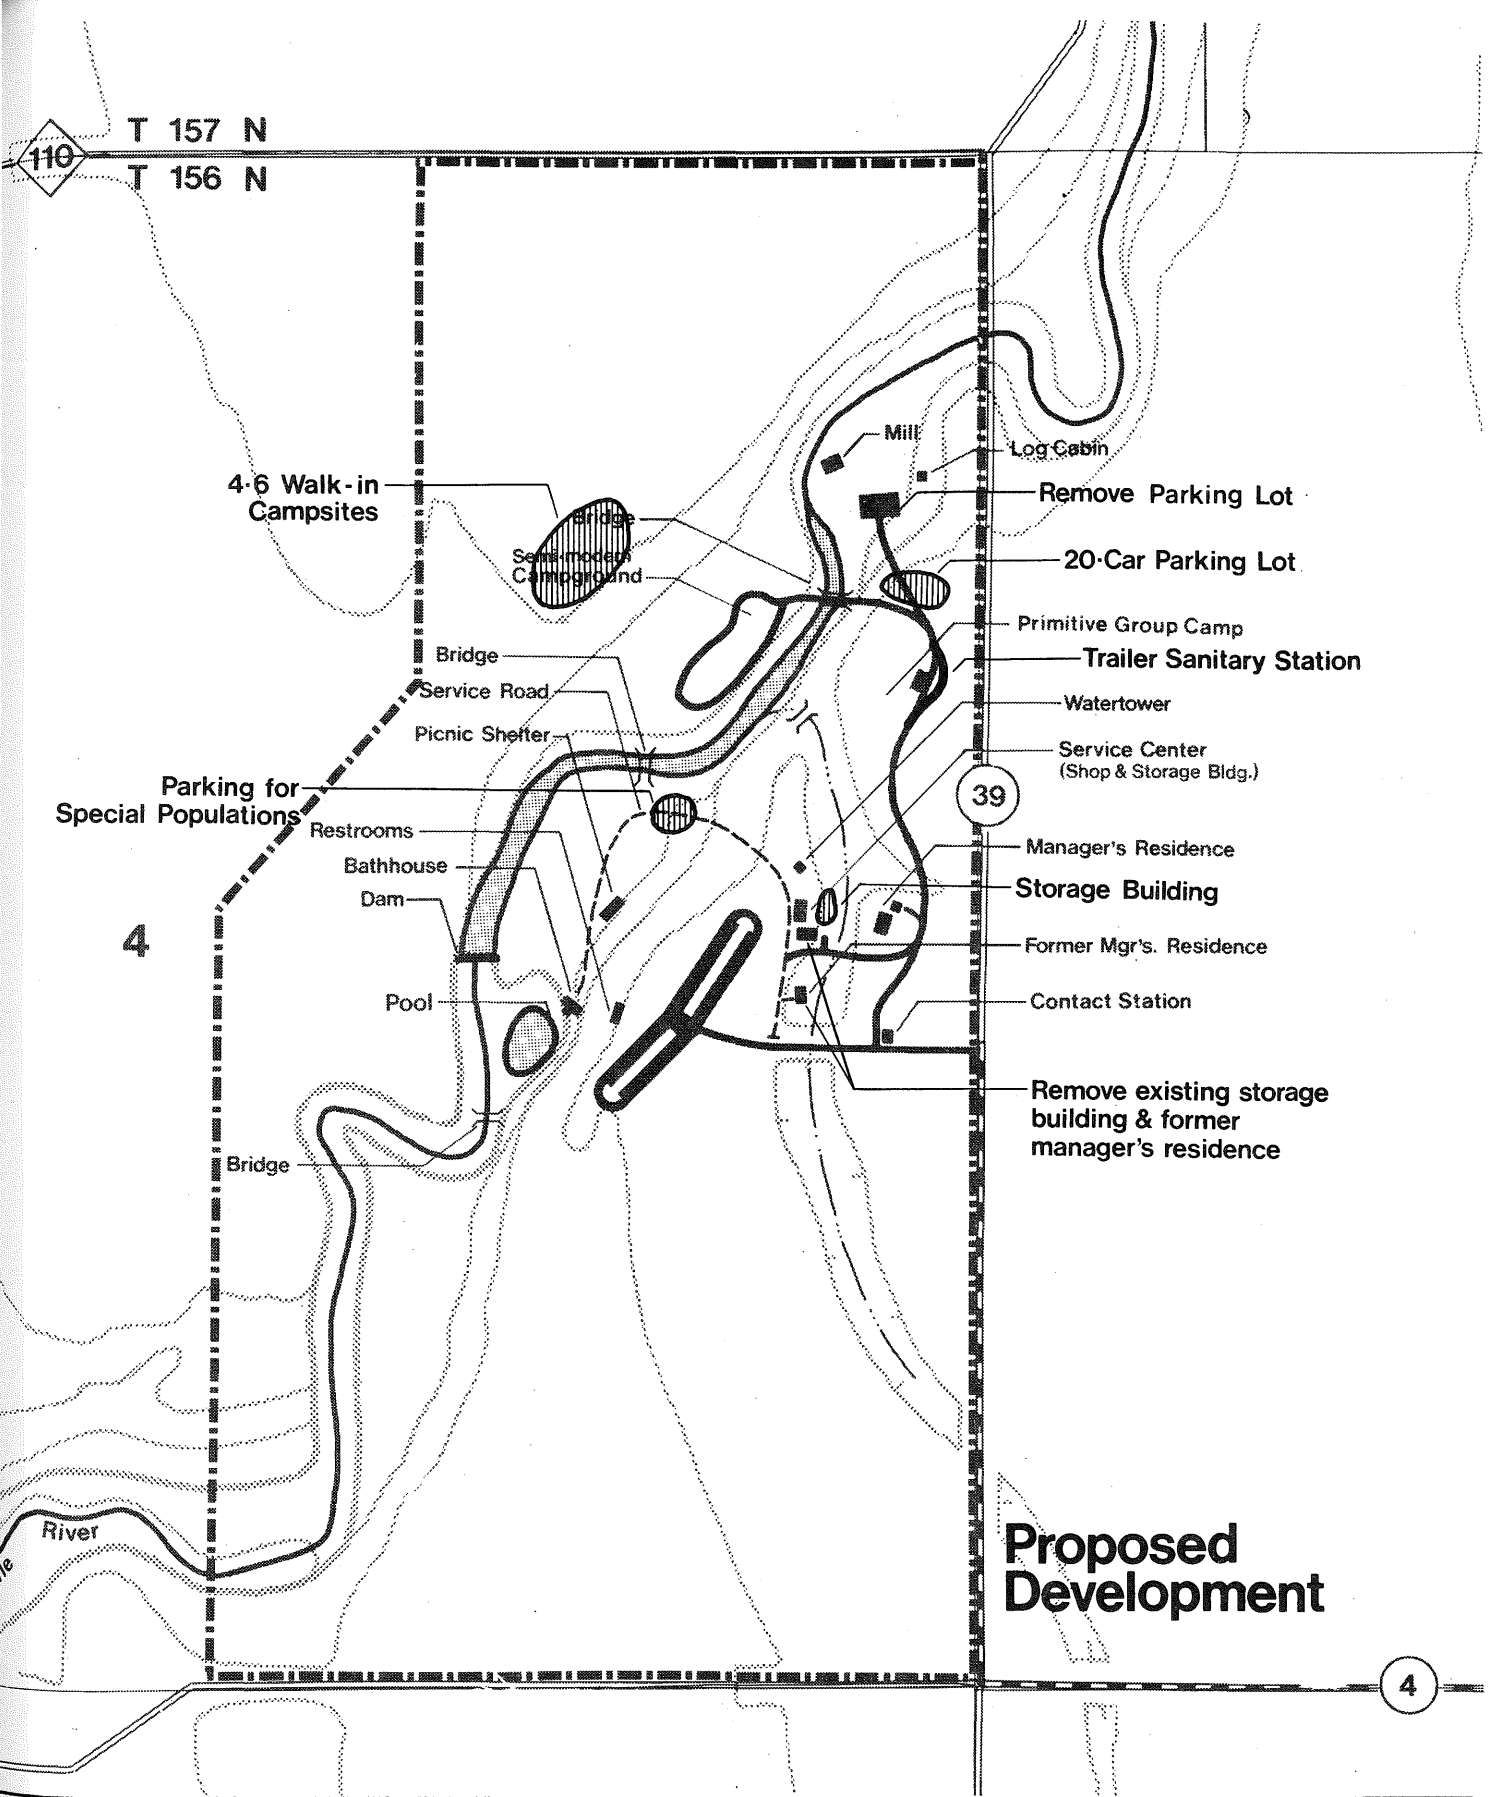 T 157 N
110
T 156 N
Mill
Log Cabin
4-6 Walk-in
Campsites
Remove Parking Lot
Bridge
Semi-modern
Campground
20-Car Parking Lot
Primitive Group Camp
Bridge
Trailer Sanitary Station
Service Road
Watertower
Picnic Shelter
Service Center
(Shop & Storage Bldg.)
Parking for
Special Populations
39
Restrooms
Manager's Residence
Bathhouse
Storage Building
Dam
4
Former Mgr's. Residence
Pool
Contact Station
Remove existing storage
building & former
manager's residence
Bridge
River
Proposed
Development
4